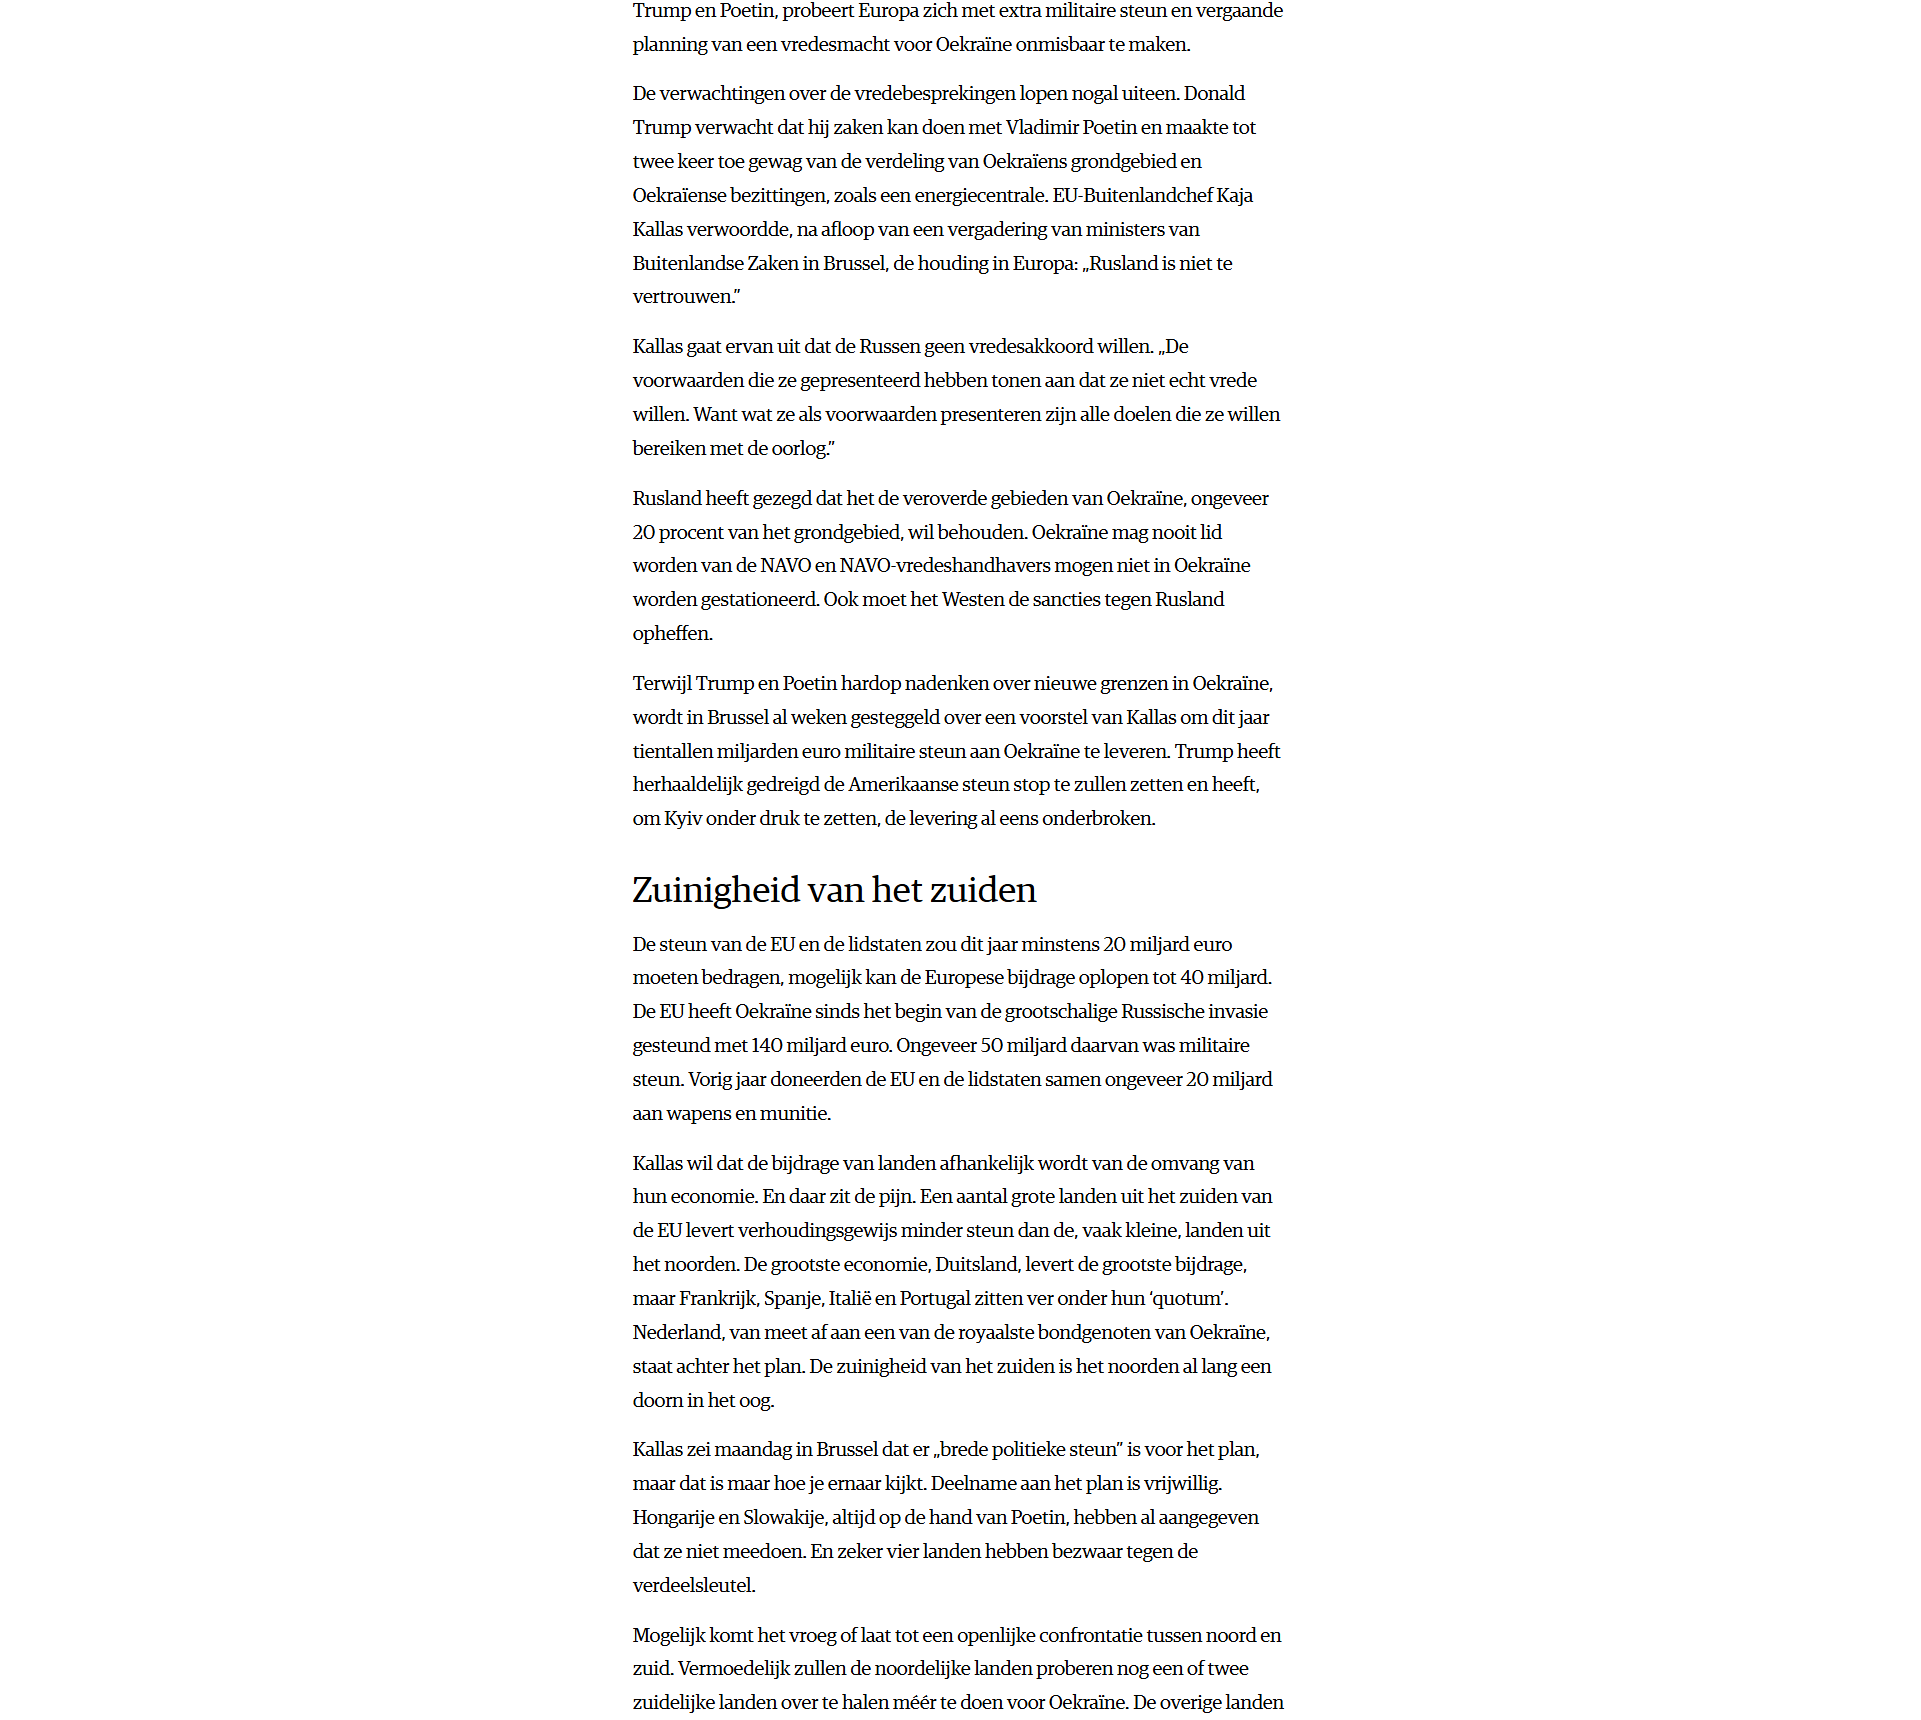 Trump en Poetin, probeert Europa zich met extra militaire steun en vergaande
planning van een vredesmacht voor Oekraïne onmisbaar te maken.
De verwachtingen over de vredebesprekingen lopen nogal uiteen. Donald
Trump verwacht dat hij zaken kan doen met Vladimir Poetin en maakte tot
twee keer toe gewag van de verdeling van Oekraïens grondgebied en
Oekraïense bezittingen, zoals een energiecentrale. EU-Buitenlandchef Kaja
Kallas verwoordde, na afloop van een vergadering van ministers van
Buitenlandse Zaken in Brussel, de houding in Europa: „Rusland is niet te
vertrouwen.”
Kallas gaat ervan uit dat de Russen geen vredesakkoord willen. „De
voorwaarden die ze gepresenteerd hebben tonen aan dat ze niet echt vrede
willen. Want wat ze als voorwaarden presenteren zijn alle doelen die ze willen
bereiken met de oorlog.”
Rusland heeft gezegd dat het de veroverde gebieden van Oekraïne, ongeveer
20 procent van het grondgebied, wil behouden. Oekraïne mag nooit lid
worden van de NAVO en NAVO-vredeshandhavers mogen niet in Oekraïne
worden gestationeerd. Ook moet het Westen de sancties tegen Rusland
opheffen.
Terwijl Trump en Poetin hardop nadenken over nieuwe grenzen in Oekraïne,
wordt in Brussel al weken gesteggeld over een voorstel van Kallas om dit jaar
tientallen miljarden euro militaire steun aan Oekraïne te leveren. Trump heeft
herhaaldelijk gedreigd de Amerikaanse steun stop te zullen zetten en heeft,
om Kyiv onder druk te zetten, de levering al eens onderbroken.
Zuinigheid van het zuiden
De steun van de EU en de lidstaten zou dit jaar minstens 20 miljard euro
moeten bedragen, mogelijk kan de Europese bijdrage oplopen tot 40 miljard.
De EU heeft Oekraïne sinds het begin van de grootschalige Russische invasie
gesteund met 140 miljard euro. Ongeveer 50 miljard daarvan was militaire
steun. Vorig jaar doneerden de EU en de lidstaten samen ongeveer 20 miljard
aan wapens en munitie.
Kallas wil dat de bijdrage van landen afhankelijk wordt van de omvang van
hun economie. En daar zit de pijn. Een aantal grote landen uit het zuiden van
de EU levert verhoudingsgewijs minder steun dan de, vaak kleine, landen uit
het noorden. De grootste economie, Duitsland, levert de grootste bijdrage,
maar Frankrijk, Spanje, Italië en Portugal zitten ver onder hun ‘quotum’.
Nederland, van meet af aan een van de royaalste bondgenoten van Oekraïne,
staat achter het plan. De zuinigheid van het zuiden is het noorden al lang een
doorn in het oog.
Kallas zei maandag in Brussel dat er „brede politieke steun” is voor het plan,
maar dat is maar hoe je ernaar kijkt. Deelname aan het plan is vrijwillig.
Hongarije en Slowakije, altijd op de hand van Poetin, hebben al aangegeven
dat ze niet meedoen. En zeker vier landen hebben bezwaar tegen de
verdeelsleutel.
Mogelijk komt het vroeg of laat tot een openlijke confrontatie tussen noord en
zuid. Vermoedelijk zullen de noordelijke landen proberen nog een of twee
zuidelijke landen over te halen méér te doen voor Oekraïne. De overige landen